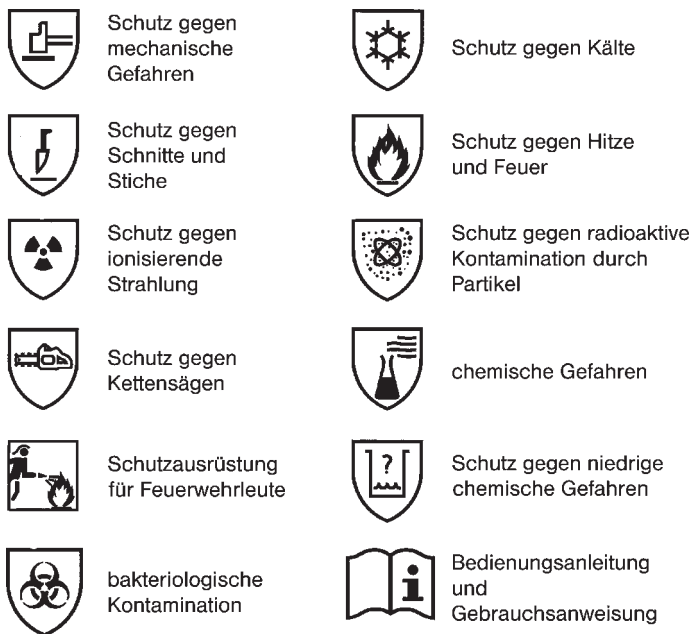 Schutz gegen
mechanische
Gefahren
Schutz gegen Kälte
Schutz gegen
Schnitte und
Stiche
Schutz gegen Hitze
und Feuer
Schutz gegen
ionisierende
Strahlung
Schutz gegen radioaktive
Kontamination durch
Partikel
Schutz gegen
Kettensägen
chemische Gefahren
Schutzausrüstung
für Feuerwehrleute
?
Schutz gegen niedrige
chemische Gefahren
bakteriologische
Kontamination
i
Bedienungsanleitung
und
Gebrauchsanweisung